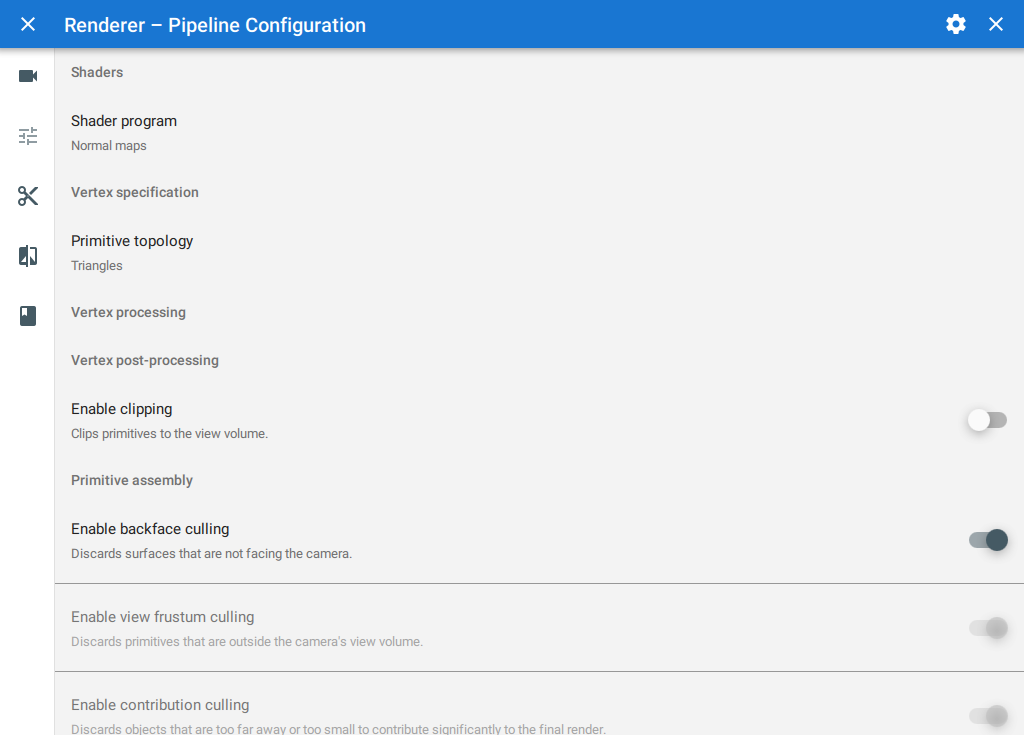 Renderer – Pipeline Configuration
Shaders
Shader program
Normal maps
Vertex specification
Primitive topology
Triangles
Vertex processing
Vertex post-processing
Enable clipping
Clips primitives to the view volume.
Primitive assembly
Enable backface culling
Discards surfaces that are not facing the camera.
Enable view frustum culling
Discards primitives that are outside the camera's view volume.
Enable contribution culling
Discards objects that are too far away or too small to contribute significantly to the final render.